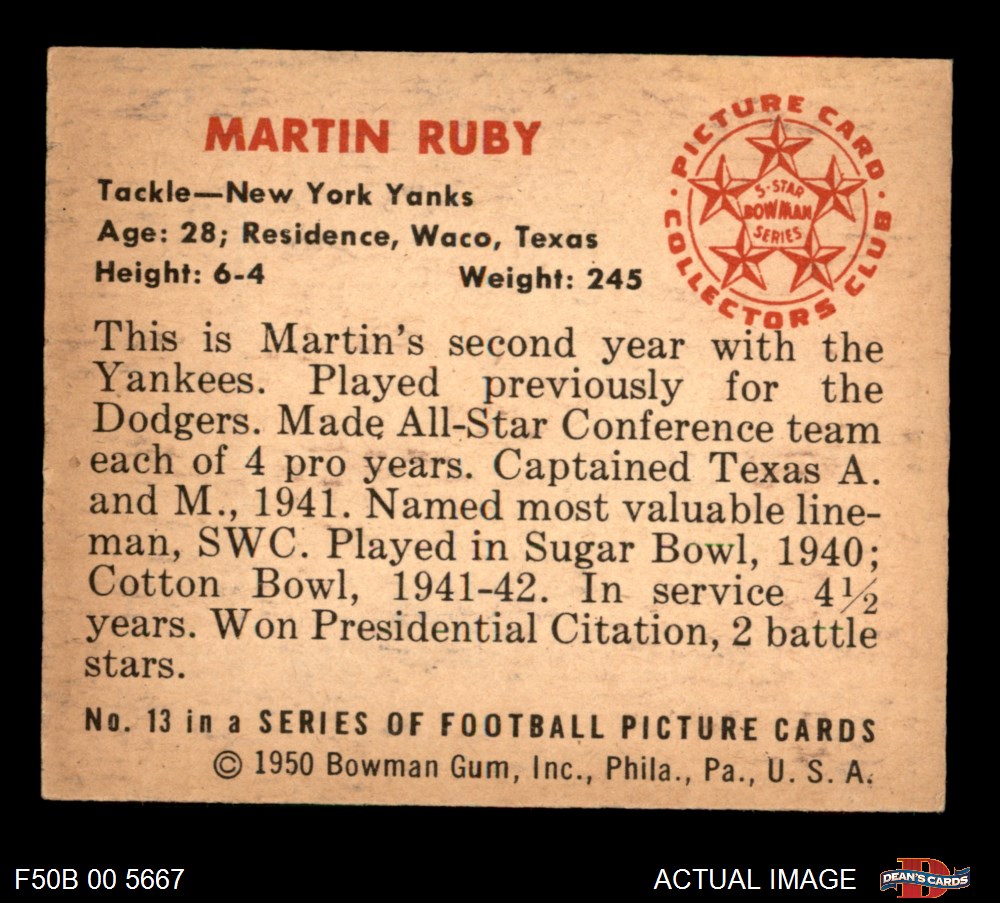 MARTIN RUBY
Tackle—New York Yanks
Age: 28; Residence, Waco, Texas
Height: 6-4 Weight: 245
PICTURE CARD
COLLECTORS CLUB
5-STAR
BOWMAN
SERIES
This is Martin's second year with the
Yankees. Played previously for the
Dodgers. Made All-Star Conference team
each of 4 pro years. Captained Texas A.
and M., 1941. Named most valuable line-
man, SWC. Played in Sugar Bowl, 1940;
Cotton Bowl, 1941-42. In service 4½
years. Won Presidential Citation, 2 battle
stars.
No. 13 in a SERIES OF FOOTBALL PICTURE CARDS
© 1950 Bowman Gum, Inc., Phila., Pa., U. S. A.
F50B 00 5667
ACTUAL IMAGE
D
DEAN'S CARDS